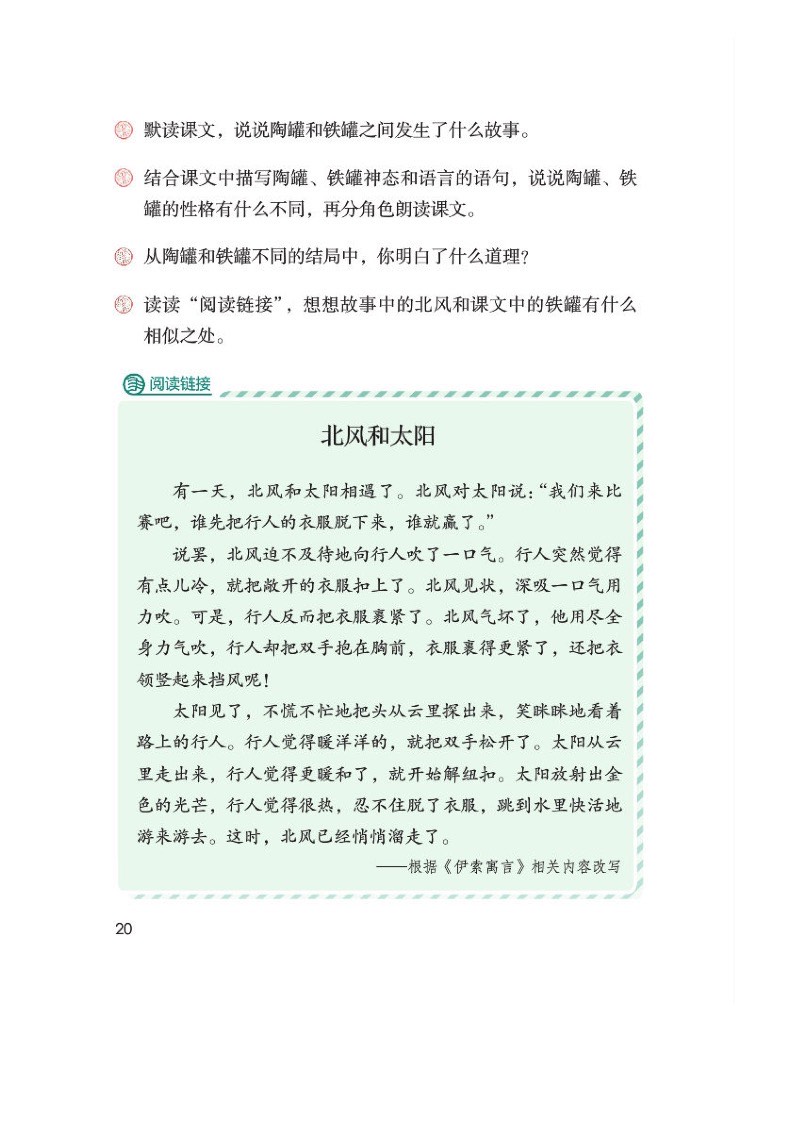 默读课文，说说陶罐和铁罐之间发生了什么故事。
结合课文中描写陶罐、铁罐神态和语言的语句，说说陶罐、铁
罐的性格有什么不同，再分角色朗读课文。
从陶罐和铁罐不同的结局中，你明白了什么道理?
读读“阅读链接”，想想故事中的北风和课文中的铁罐有什么
相似之处。
阅读链接
北风和太阳
有一天，北风和太阳相遇了。北风对太阳说：“我们来比
赛吧，谁先把行人的衣服脱下来，谁就赢了。”
说罢，北风迫不及待地向行人吹了一口气。行人突然觉得
有点儿冷，就把敞开的衣服扣上了。北风见状，深吸一口气用
力吹。可是，行人反而把衣服裹紧了。北风气坏了，他用尽全
身力气吹，行人却把双手抱在胸前，衣服裹得更紧了，还把衣
领竖起来挡风呢！
太阳见了，不慌不忙地把头从云里探出来，笑眯眯地看着
路上的行人。行人觉得暖洋洋的，就把双手松开了。太阳从云
里走出来，行人觉得更暖和了，就开始解纽扣。太阳放射出金
色的光芒，行人觉得很热，忍不住脱了衣服，跳到水里快活地
游来游去。这时，北风已经悄悄溜走了。
——根据《伊索寓言》相关内容改写
20